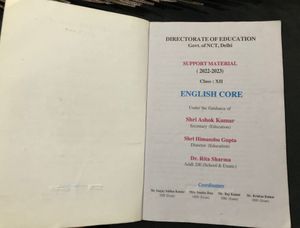 DIRECTORATE OF EDUCATION
Govt. of NCT, Delhi
SUPPORT MATERIAL
( 2022-2023)
Class : XII
ENGLISH CORE
Under the Guidance of
Shri Ashok Kumar
Secretary (Education)
Shri Himanshu Gupta
Director (Education)
Dr. Rita Sharma
Addl. DE (School & Exam.)
Coordinators